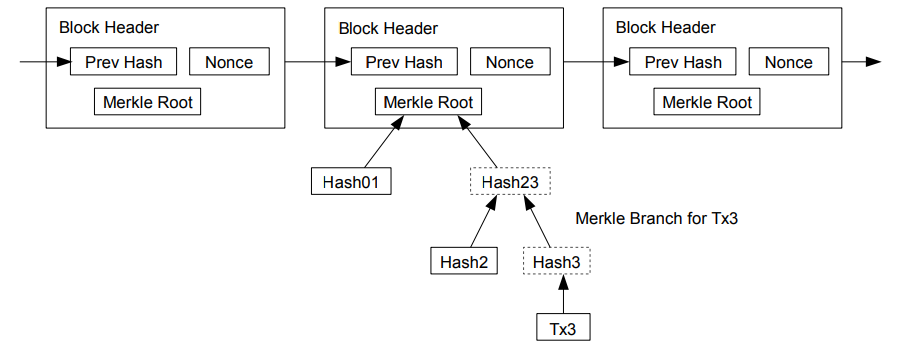 Block Header
Prev Hash
Nonce
Merkle Root
Block Header
Prev Hash
Nonce
Merkle Root
Block Header
Prev Hash
Nonce
Merkle Root
Hash01
Hash23
Merkle Branch for Tx3
Hash2
Hash3
Tx3